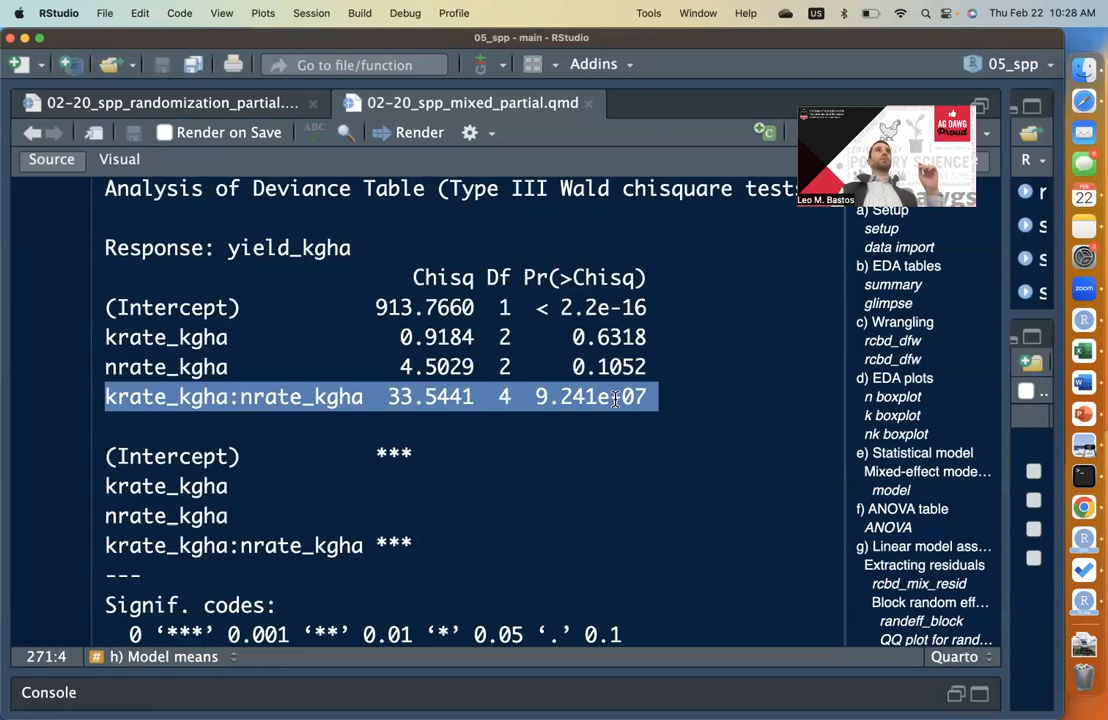 RStudio File Edit Code View Plots Session Build Debug Profile Tools Window Help US Thu Feb 22 10:28 AM
05_spp - main - RStudio
Go to file/function Addins 05_spp
02-20_spp_randomization_partial.... 02-20_spp_mixed_partial.qmd
Render on Save ABC Render
Source Visual R
AG DAWG
Proud
Leo M. Bastos
Analysis of Deviance Table (Type III Wald chisquare tests
Response: yield_kgha
Chisq Df Pr(>Chisq)
(Intercept) 913.7660 1 < 2.2e-16
krate_kgha 0.9184 2 0.6318
nrate_kgha 4.5029 2 0.1052
krate_kgha:nrate_kgha 33.5441 4 9.241e-07
(Intercept) ***
krate_kgha
nrate_kgha
krate_kgha:nrate_kgha ***
---
Signif. codes:
0 ‘***’ 0.001 ‘**’ 0.01 ‘*’ 0.05 ‘.’ 0.1
a) Setup
setup
data import
b) EDA tables
summary
glimpse
c) Wrangling
rcbd_dfw
rcbd_dfw
d) EDA plots
n boxplot
k boxplot
nk boxplot
e) Statistical model
Mixed-effect mode...
model
f) ANOVA table
ANOVA
g) Linear model ass...
Extracting residuals
rcbd_mix_resid
Block random eff...
randeff_block
QQ plot for rand...
271:4 h) Model means Quarto
Console
FEB
22
zoom